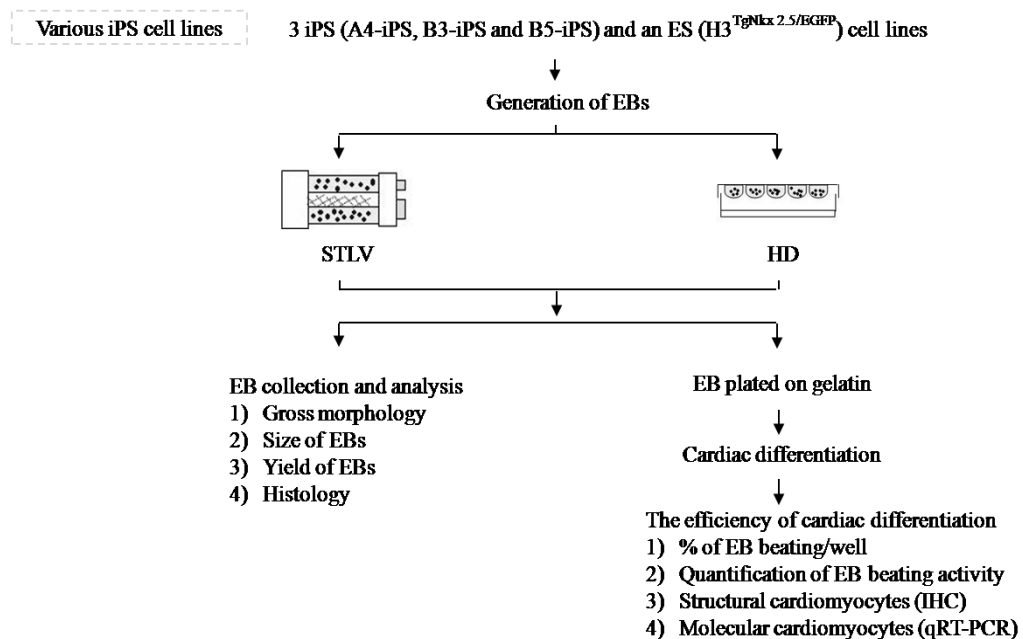 Various iPS cell lines
3 iPS (A4-iPS, B3-iPS and B5-iPS) and an ES (H3TgNkx 2.5/EGFP) cell lines
Generation of EBs
STLV
HD
EB collection and analysis
1) Gross morphology
2) Size of EBs
3) Yield of EBs
4) Histology
EB plated on gelatin
Cardiac differentiation
The efficiency of cardiac differentiation
1) % of EB beating/well
2) Quantification of EB beating activity
3) Structural cardiomyocytes (IHC)
4) Molecular cardiomyocytes (qRT-PCR)